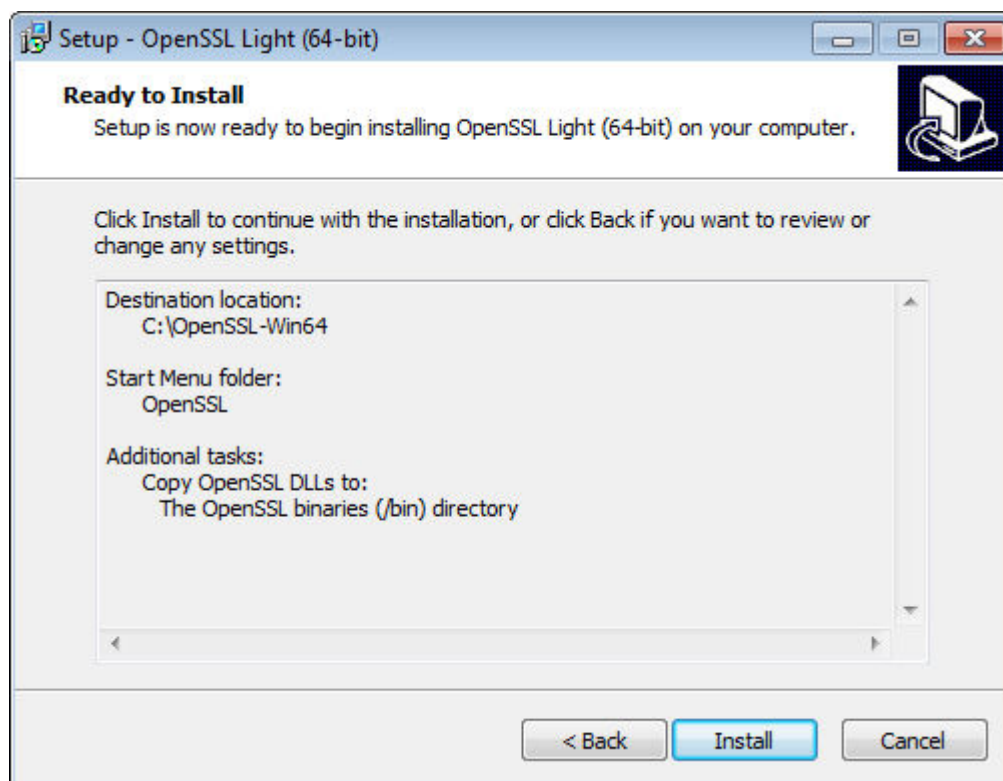 Setup - OpenSSL Light (64-bit)
Ready to Install
Setup is now ready to begin installing OpenSSL Light (64-bit) on your computer.
Click Install to continue with the installation, or click Back if you want to review or
change any settings.
Destination location:
C:\OpenSSL-Win64
Start Menu folder:
OpenSSL
Additional tasks:
Copy OpenSSL DLLs to:
The OpenSSL binaries (/bin) directory
< Back Install Cancel